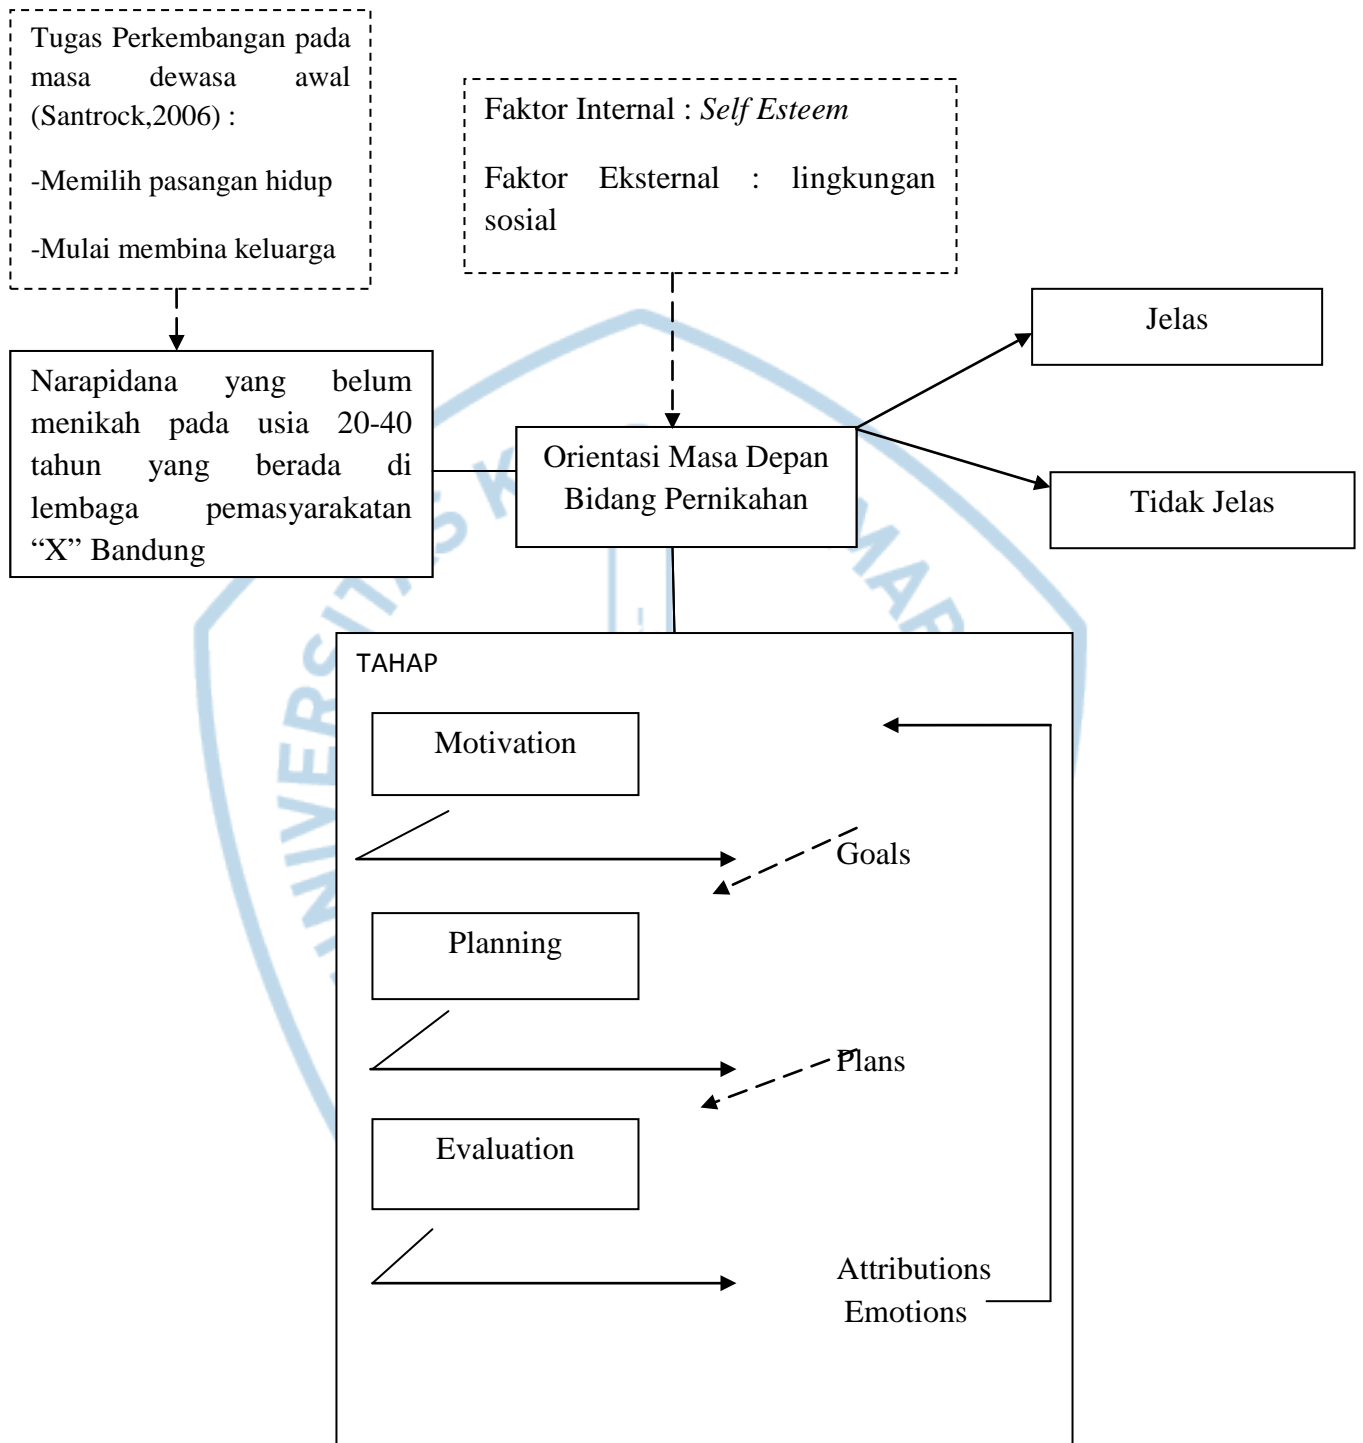 Tugas Perkembangan pada
masa dewasa awal
(Santrock,2006) :
-Memilih pasangan hidup
-Mulai membina keluarga
Faktor Internal : Self Esteem
Faktor Eksternal : lingkungan
sosial
Jelas
Narapidana yang belum
menikah pada usia 20-40
tahun yang berada di
lembaga pemasyarakatan
“X” Bandung
Orientasi Masa Depan
Bidang Pernikahan
Tidak Jelas
TAHAP
Motivation
Goals
Planning
Plans
Evaluation
Attributions
Emotions